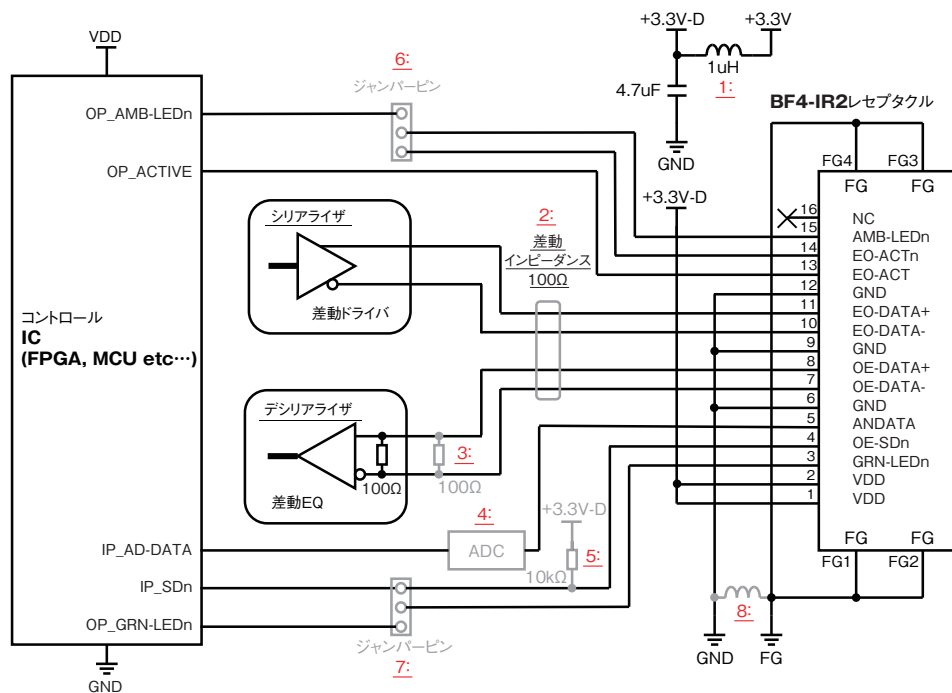 VDD
6:
ジャンパーピン
+3.3V-D
+3.3V
1uH
1:
4.7uF
GND
BF4-IR2レセプタクル
FG4
FG3
FG
FG
+3.3V-D
OP_AMB-LEDn
OP_ACTIVE
シリアライザ
差動ドライバ
2:
差動
インピーダンス
100Ω
コントロール
IC
(FPGA, MCU etc…)
デシリアライザ
差動EQ
100Ω
3:
100Ω
4:
ADC
+3.3V-D
5:
10kΩ
IP_AD-DATA
IP_SDn
OP_GRN-LEDn
ジャンパーピン
7:
GND
16 NC
15 AMB-LEDn
14 EO-ACTn
13 EO-ACT
12 GND
11 EO-DATA+
10 EO-DATA-
9 GND
8 OE-DATA+
7 OE-DATA-
6 GND
5 ANDATA
4 OE-SDn
3 GRN-LEDn
2 VDD
1 VDD
FG
FG
FG1
FG2
8:
GND
FG